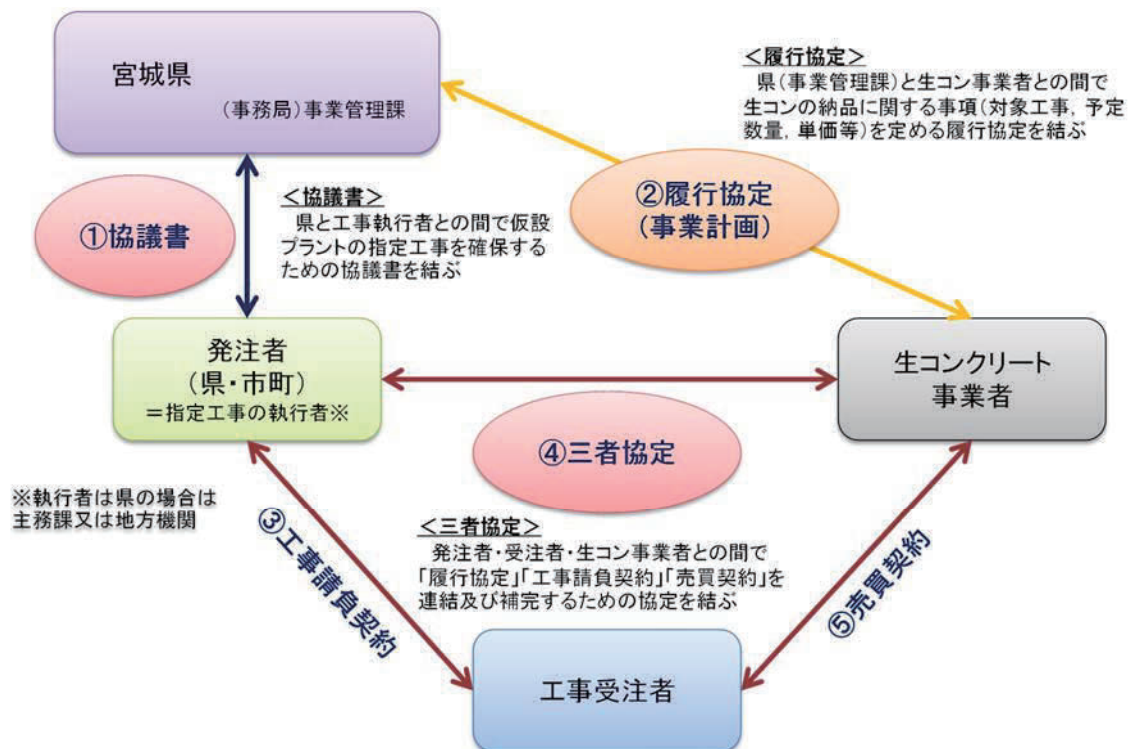 宮城県
(事務局)事業管理課
<履行協定>
県(事業管理課)と生コン事業者との間で
生コンの納品に関する事項(対象工事, 予定
数量, 単価等)を定める履行協定を結ぶ
②履行協定
(事業計画)
①協議書
<協議書>
県と工事執行者との間で仮設
プラントの指定工事を確保する
ための協議書を結ぶ
発注者
(県・市町)
=指定工事の執行者※
生コンクリート
事業者
④三者協定
※執行者は県の場合は
主務課又は地方機関
③工事請負契約
<三者協定>
発注者・受注者・生コン事業者との間で
「履行協定」「工事請負契約」「売買契約」を
連結及び補完するための協定を結ぶ
⑤売買契約
工事受注者